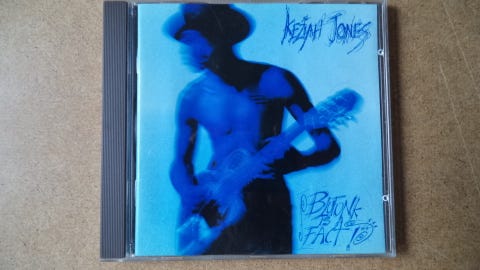 KEZIAH JONES
BLUFUNK
IS A
FACT